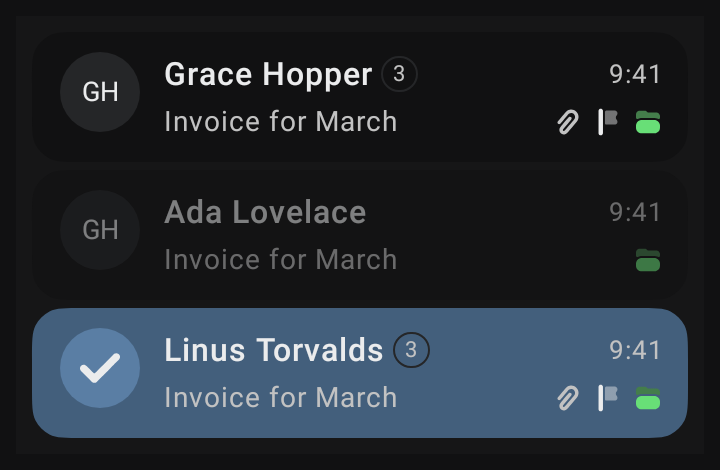 GH
Grace Hopper 3 9:41
Invoice for March
GH
Ada Lovelace 9:41
Invoice for March
Linus Torvalds 3 9:41
Invoice for March